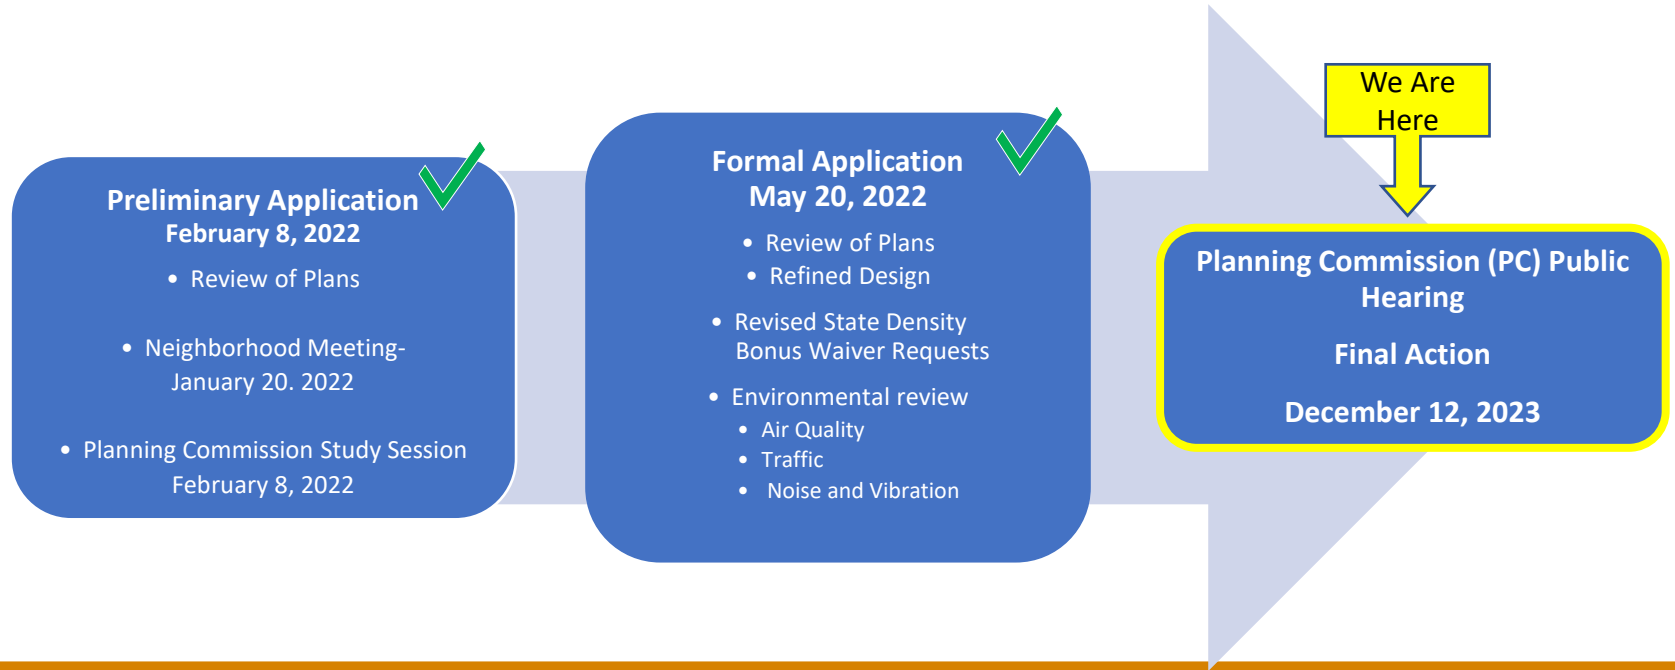 Preliminary Application
February 8, 2022
• Review of Plans
• Neighborhood Meeting-
January 20. 2022
• Planning Commission Study Session
February 8, 2022
Formal Application
May 20, 2022
• Review of Plans
• Refined Design
• Revised State Density
Bonus Waiver Requests
• Environmental review
• Air Quality
• Traffic
• Noise and Vibration
We Are
Here
Planning Commission (PC) Public
Hearing
Final Action
December 12, 2023